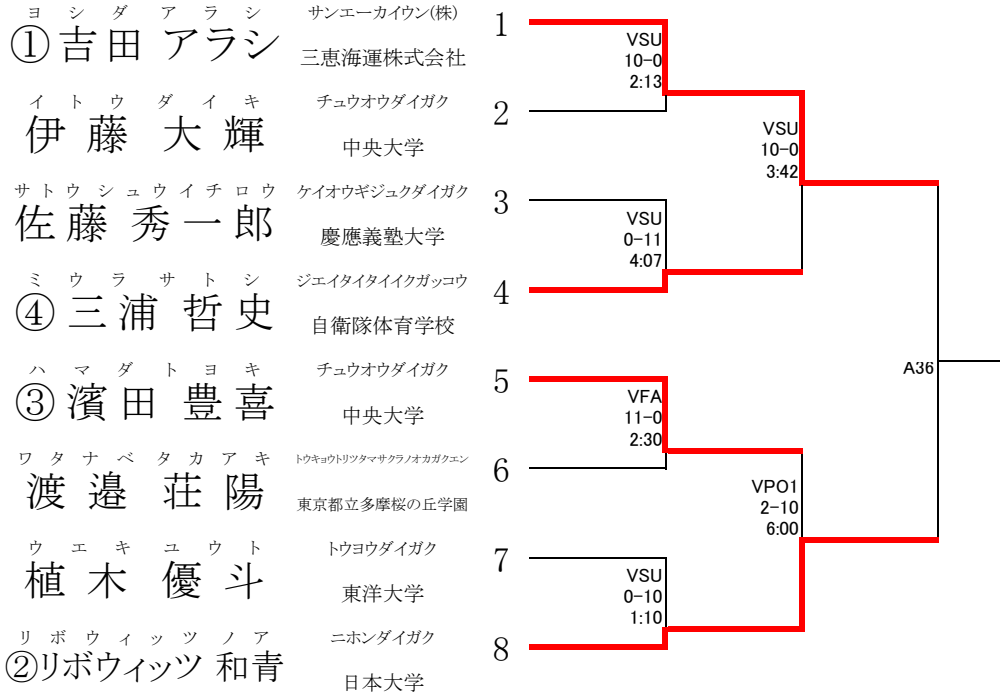 ヨシダ アラシ サンエーカイウン(株) 1
①吉田 アラシ 三恵海運株式会社
VSU
10-0
2:13
イトウ ダイキ チュウオウダイガク 2
伊藤 大輝 中央大学
VSU
10-0
3:42
サトウ シュウイチロウ ケイオウギジュクダイガク 3
佐藤 秀一郎 慶應義塾大学
VSU
0-11
4:07
ミウラ サトシ ジエイタイタイイクガッコウ 4
④三浦 哲史 自衛隊体育学校
A36
ハマダ トヨキ チュウオウダイガク 5
③濱田 豊喜 中央大学
VFA
11-0
2:30
ワタナベ タカアキ トウキョウトリツタマサクラノオカガクエン 6
渡邉 荘陽 東京都立多摩桜の丘学園
VPO1
2-10
6:00
ウエキ ユウト トウヨウダイガク 7
植木 優斗 東洋大学
VSU
0-10
1:10
リボウィッツ ノア ニホンダイガク 8
②リボウィッツ 和青 日本大学